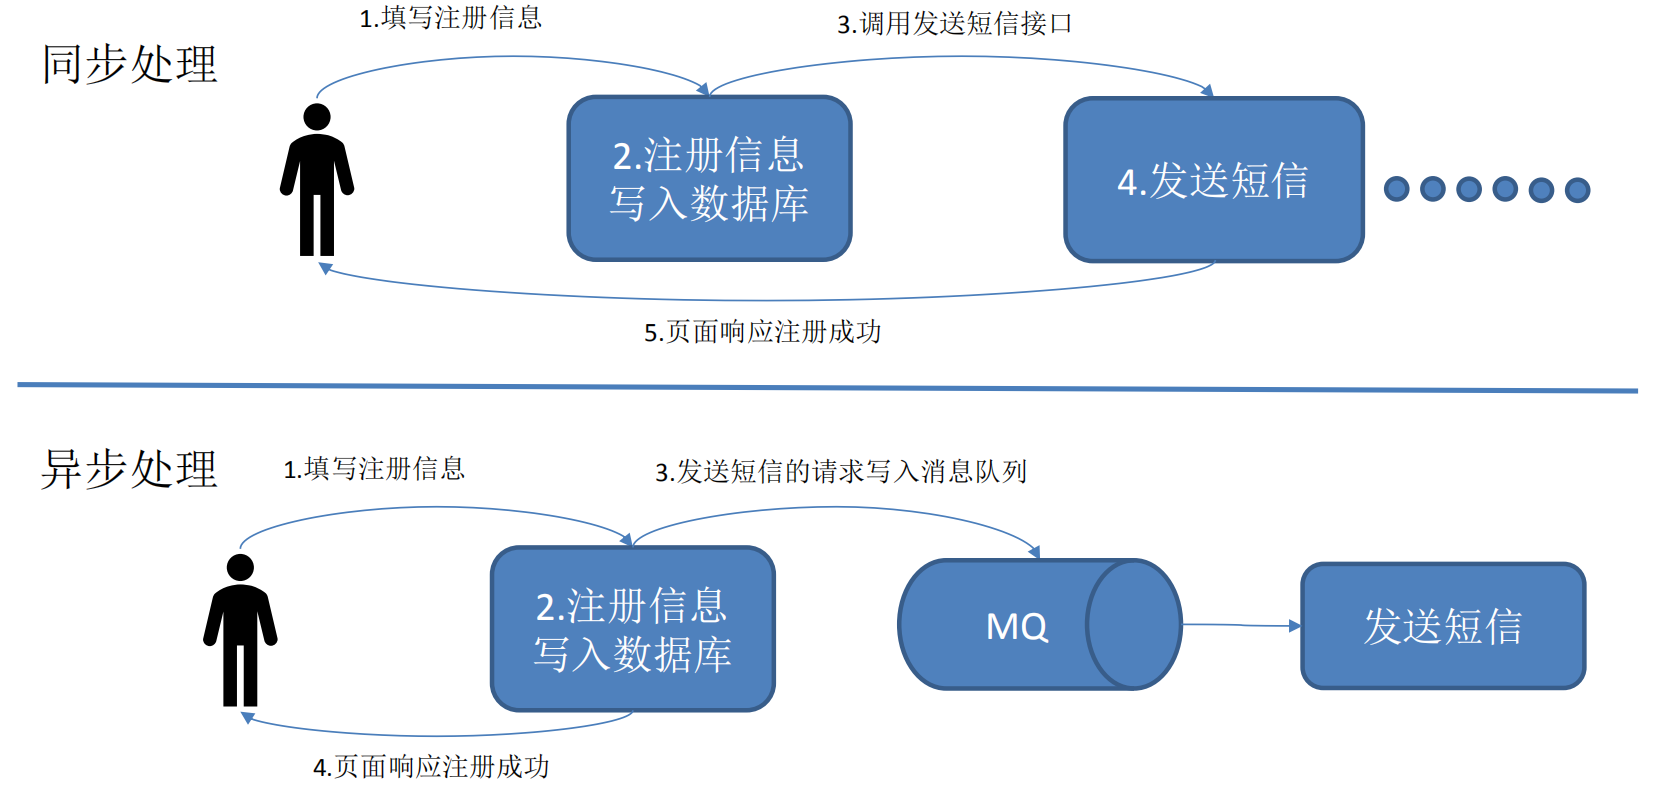 同步处理
1.填写注册信息
3.调用发送短信接口
2.注册信息
写入数据库
4.发送短信
5.页面响应注册成功
异步处理
1.填写注册信息
3.发送短信的请求写入消息队列
2.注册信息
写入数据库
MQ
发送短信
4.页面响应注册成功